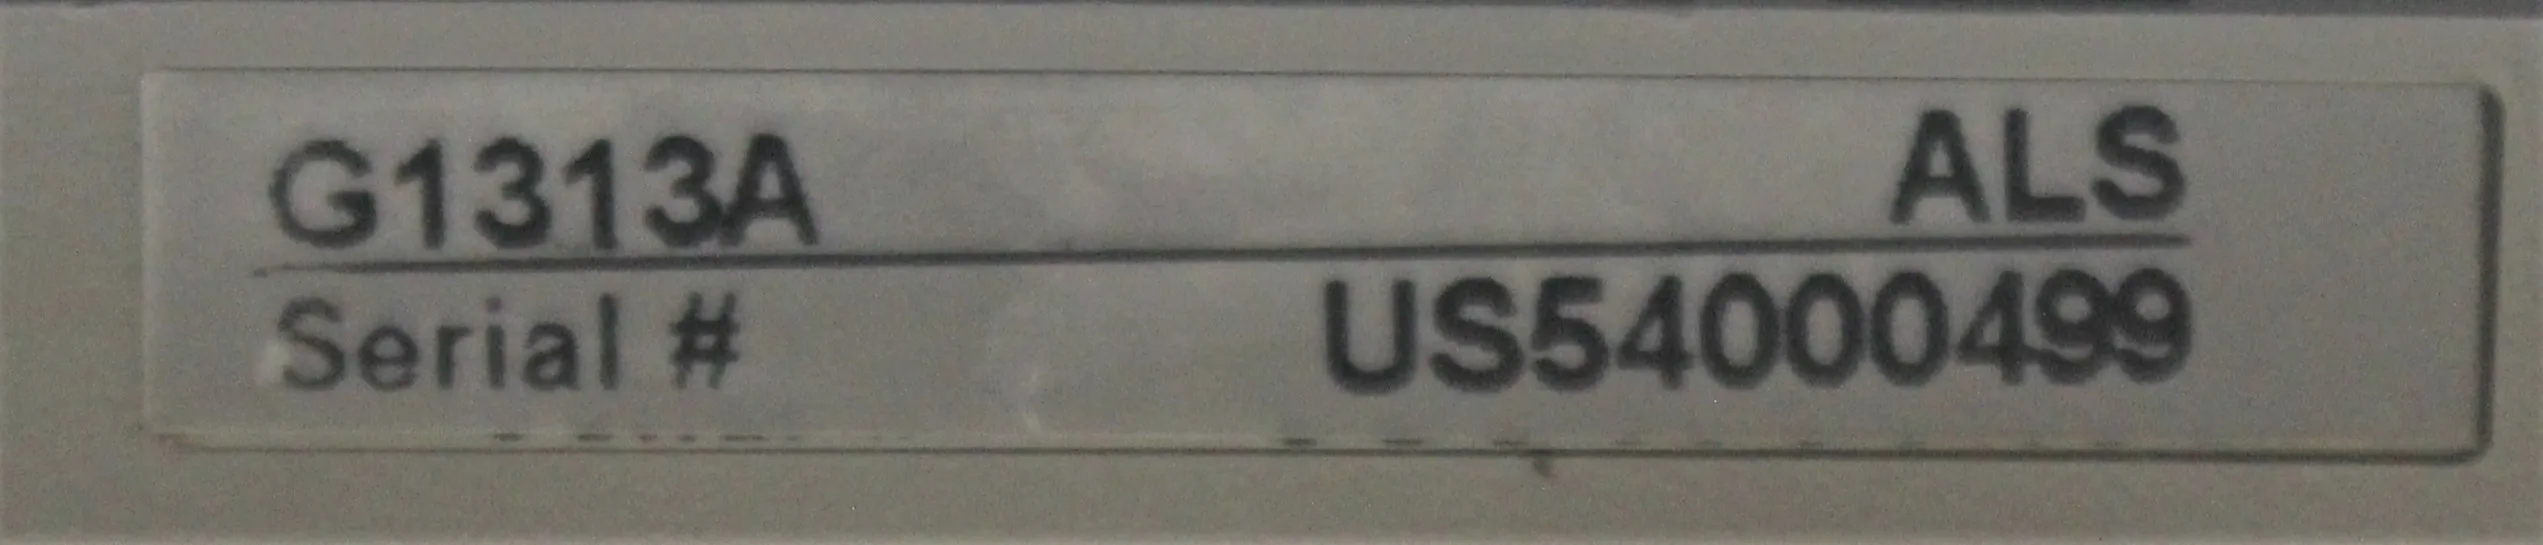 G1313A ALS
Serial # US54000499